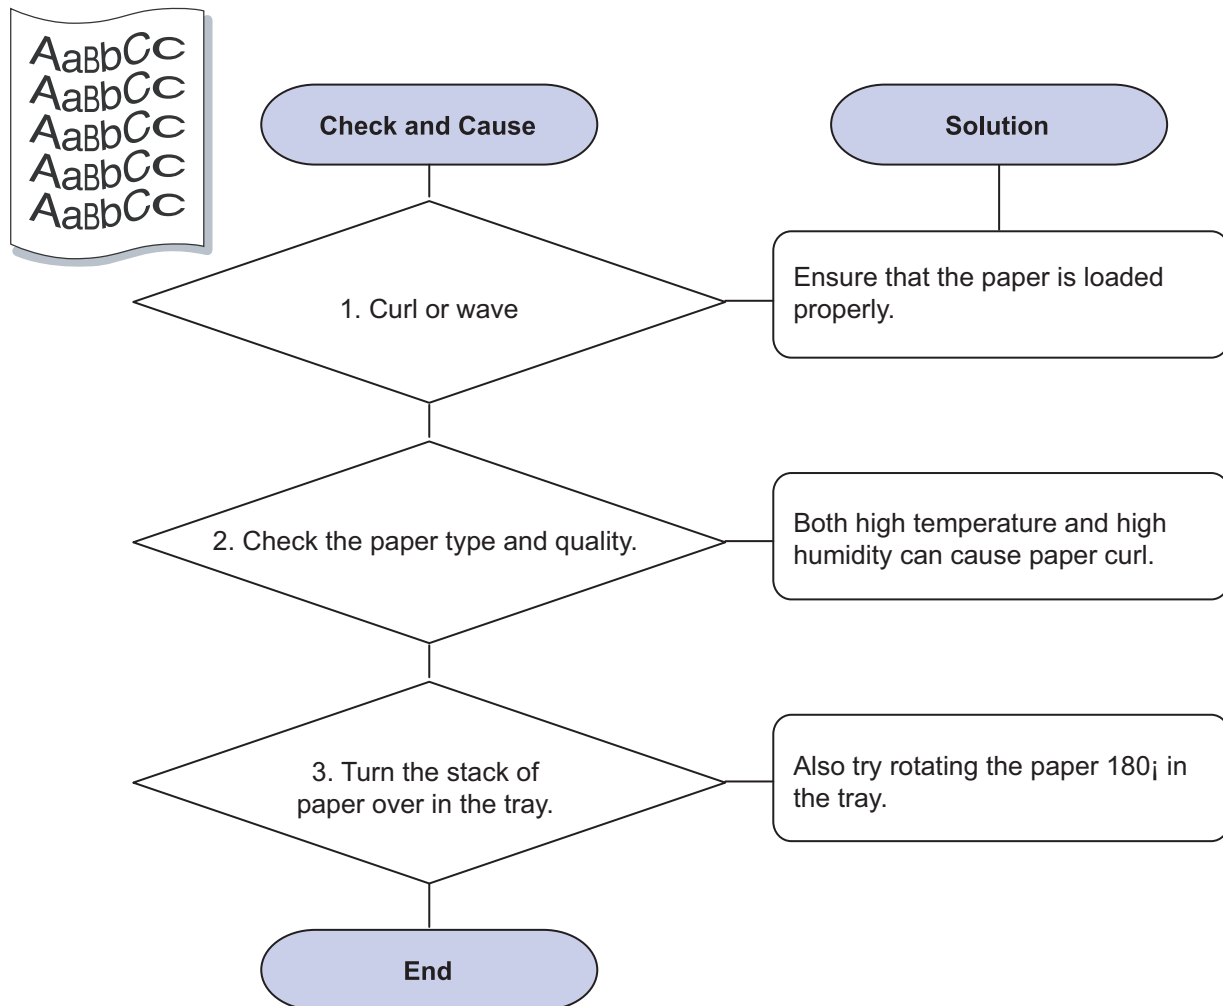 AaBbCc
AaBbCc
AaBbCc
AaBbCc
AaBbCc
Check and Cause
Solution
1. Curl or wave
Ensure that the paper is loaded
properly.
2. Check the paper type and quality.
Both high temperature and high
humidity can cause paper curl.
3. Turn the stack of
paper over in the tray.
Also try rotating the paper 180¡ in
the tray.
End